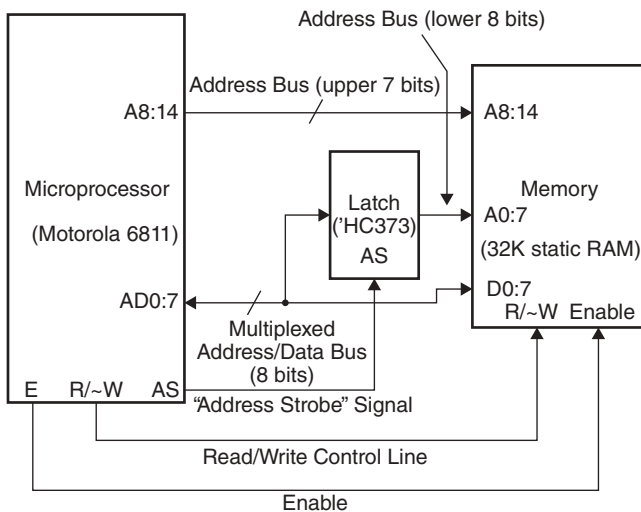 Address Bus (lower 8 bits)
Address Bus (upper 7 bits)
A8:14
A8:14
Microprocessor
(Motorola 6811)
Latch
('HC373)
AS
Memory
A0:7
(32K static RAM)
AD0:7
D0:7
R/~W Enable
Multiplexed
Address/Data Bus
(8 bits)
E R/~W AS
“Address Strobe” Signal
Read/Write Control Line
Enable